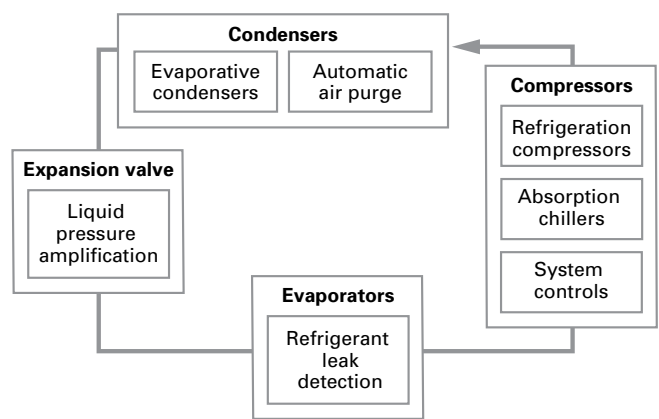 Condensers
Evaporative
condensers
Automatic
air purge
Compressors
Refrigeration
compressors
Absorption
chillers
System
controls
Expansion valve
Liquid
pressure
amplification
Evaporators
Refrigerant
leak
detection